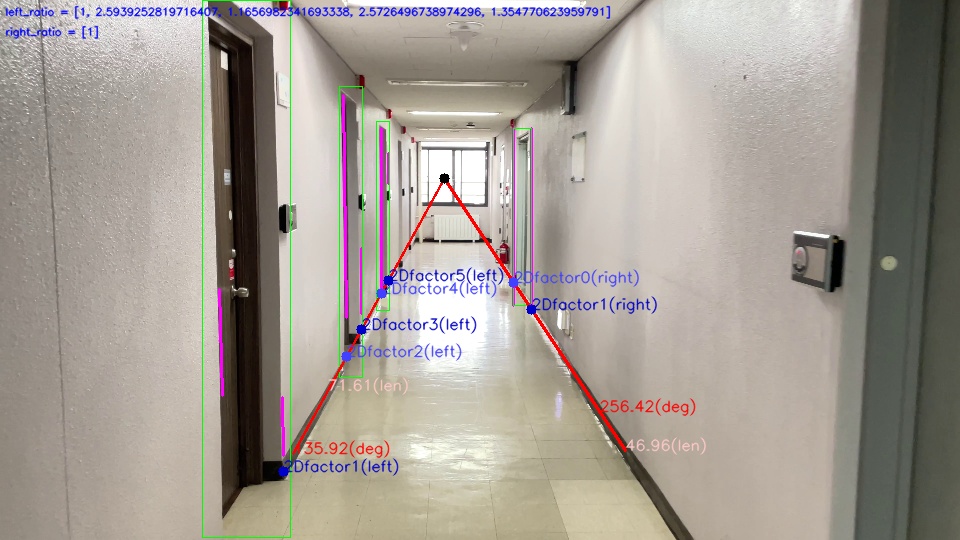 left_ratio = [1, 2.5939252819716407, 1.1656982341693338, 2.5726496738974296, 1.354770623959791]
right_ratio = [1]
2Dfactor5(left)
2Dfactor0(right)
2Dfactor4(left)
2Dfactor1(right)
2Dfactor3(left)
2Dfactor2(left)
71.61(len)
256.42(deg)
35.92(deg)
46.96(len)
2Dfactor1(left)